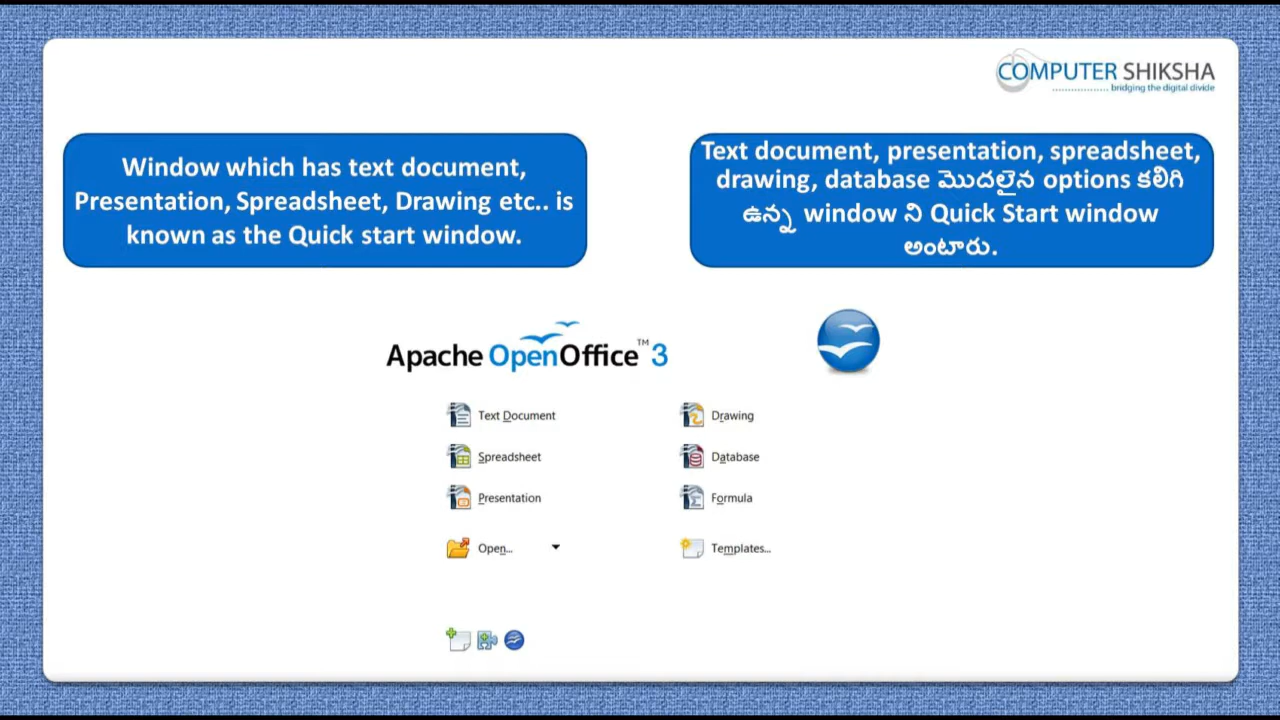 COMPUTER SHIKSHA
bridging the digital divide
Window which has text document,
Presentation, Spreadsheet, Drawing etc.. is
known as the Quick start window.
Text document, presentation, spreadsheet,
drawing, database మొదలైన options కలిగి
ఉన్న window ని Quick Start window
అంటారు.
Apache OpenOffice™ 3
Text Document
Drawing
Spreadsheet
Database
Presentation
Formula
Open...
Templates...